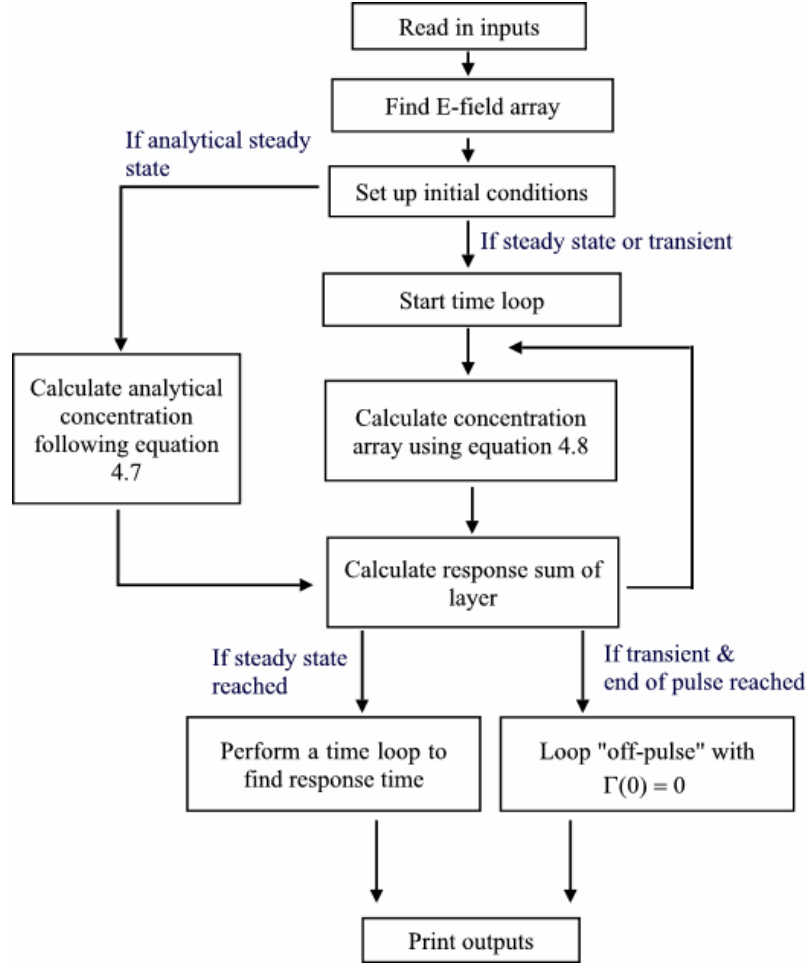 Read in inputs
Find E-field array
If analytical steady
state
Set up initial conditions
If steady state or transient
Start time loop
Calculate analytical
concentration
following equation
4.7
Calculate concentration
array using equation 4.8
Calculate response sum of
layer
If steady state
reached
If transient &
end of pulse reached
Perform a time loop to
find response time
Loop "off-pulse" with
Γ(0) = 0
Print outputs